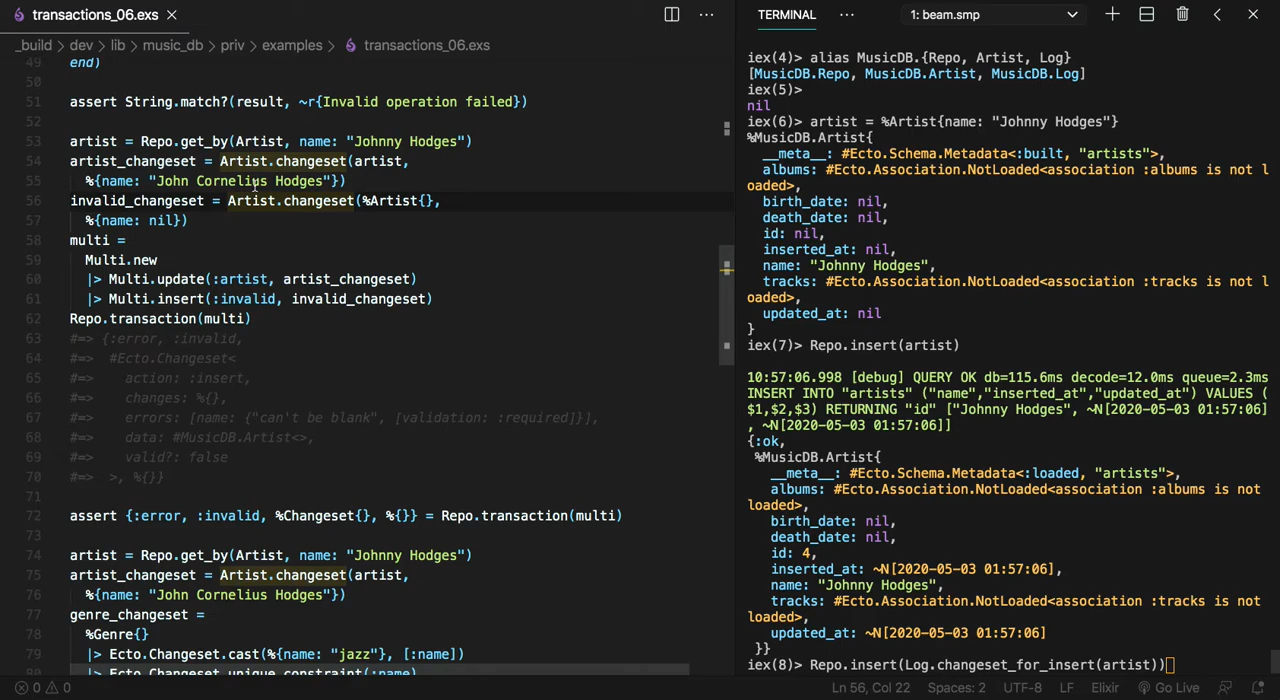 transactions_06.exs
_build > dev > lib > music_db > priv > examples > transactions_06.exs
49 end)
50
51 assert String.match?(result, ~r{Invalid operation failed})
52
53 artist = Repo.get_by(Artist, name: "Johnny Hodges")
54 artist_changeset = Artist.changeset(artist,
55 %{name: "John Cornelius Hodges"})
56 invalid_changeset = Artist.changeset(%Artist{},
57 %{name: nil})
58 multi =
59 Multi.new
60 |> Multi.update(:artist, artist_changeset)
61 |> Multi.insert(:invalid, invalid_changeset)
62 Repo.transaction(multi)
63 #=> {:error, :invalid,
64 #=> #Ecto.Changeset<
65 #=> action: :insert,
66 #=> changes: %{},
67 #=> errors: [name: {"can't be blank", [validation: :required]}],
68 #=> data: #MusicDB.Artist<>,
69 #=> valid?: false
70 #=> >, %{}}
71
72 assert {:error, :invalid, %Changeset{}, %{}} = Repo.transaction(multi)
73
74 artist = Repo.get_by(Artist, name: "Johnny Hodges")
75 artist_changeset = Artist.changeset(artist,
76 %{name: "John Cornelius Hodges"})
77 genre_changeset =
78 %Genre{}
79 |> Ecto.Changeset.cast(%{name: "jazz"}, [:name])
80 |> Ecto.Changeset.unique_constraint(:name)
TERMINAL
1: beam.smp
iex(4)> alias MusicDB.{Repo, Artist, Log}
[MusicDB.Repo, MusicDB.Artist, MusicDB.Log]
iex(5)>
nil
iex(6)> artist = %Artist{name: "Johnny Hodges"}
%MusicDB.Artist{
__meta__: #Ecto.Schema.Metadata<:built, "artists">,
albums: #Ecto.Association.NotLoaded<association :albums is not l
oaded>,
birth_date: nil,
death_date: nil,
id: nil,
inserted_at: nil,
name: "Johnny Hodges",
tracks: #Ecto.Association.NotLoaded<association :tracks is not l
oaded>,
updated_at: nil
}
iex(7)> Repo.insert(artist)
10:57:06.998 [debug] QUERY OK db=115.6ms decode=12.0ms queue=2.3ms
INSERT INTO "artists" ("name","inserted_at","updated_at") VALUES (
$1,$2,$3) RETURNING "id" ["Johnny Hodges", ~N[2020-05-03 01:57:06]
, ~N[2020-05-03 01:57:06]]
{:ok,
%MusicDB.Artist{
__meta__: #Ecto.Schema.Metadata<:loaded, "artists">,
albums: #Ecto.Association.NotLoaded<association :albums is not
loaded>,
birth_date: nil,
death_date: nil,
id: 4,
inserted_at: ~N[2020-05-03 01:57:06],
name: "Johnny Hodges",
tracks: #Ecto.Association.NotLoaded<association :tracks is not
loaded>,
updated_at: ~N[2020-05-03 01:57:06]
}}
iex(8)> Repo.insert(Log.changeset_for_insert(artist))
0 0 Ln 56, Col 22 Spaces: 2 UTF-8 LF Elixir Go Live